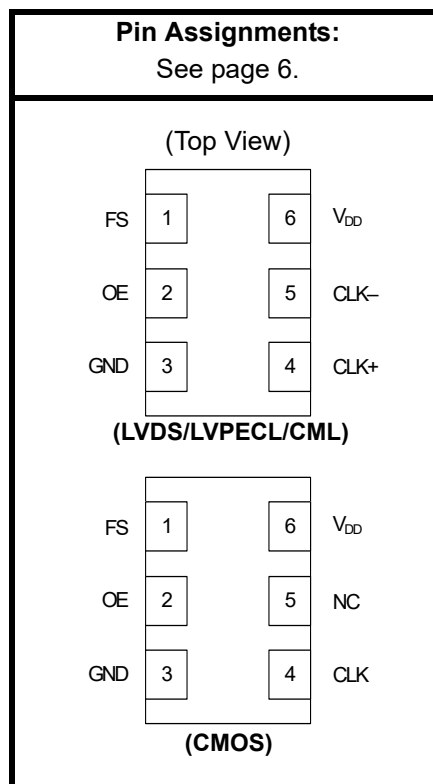 Pin Assignments:
See page 6.
(Top View)
FS 1 6 VDD
OE 2 5 CLK–
GND 3 4 CLK+
(LVDS/LVPECL/CML)
FS 1 6 VDD
OE 2 5 NC
GND 3 4 CLK
(CMOS)